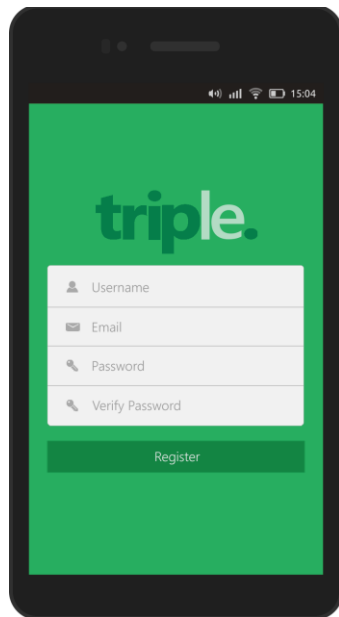 15:04
triple.
Username
Email
Password
Verify Password
Register